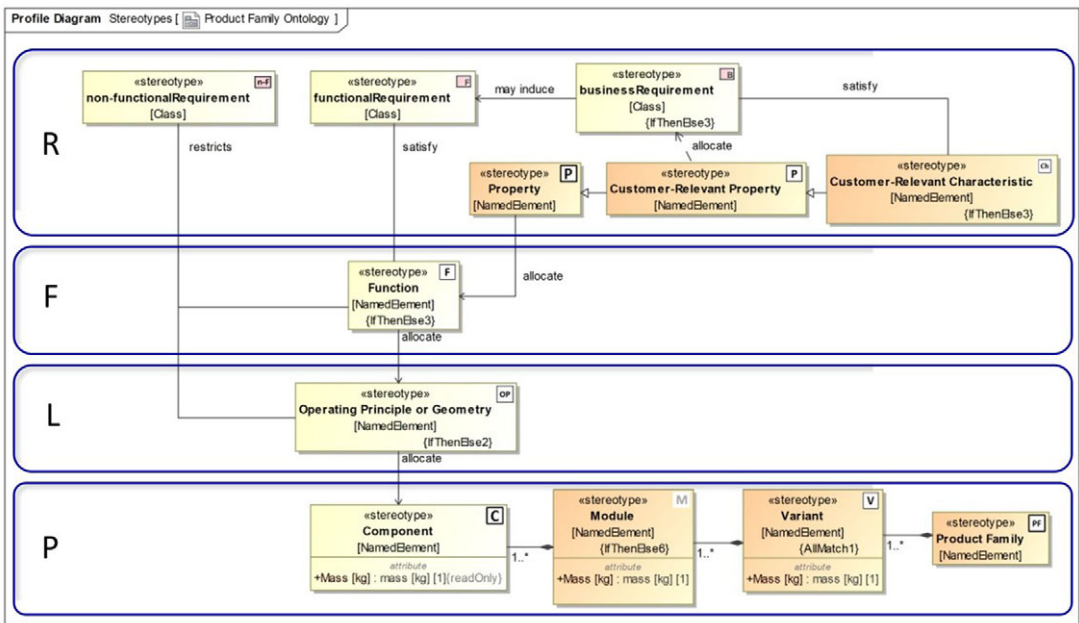 Profile Diagram Stereotypes [ Product Family Ontology ]
R
«stereotype» n-F
non-functionalRequirement
[Class]
«stereotype» F
functionalRequirement
[Class]
may induce
«stereotype» B
businessRequirement
[Class]
{IfThenElse3}
satisfy
restricts
satisfy
allocate
«stereotype» P
Property
[NamedElement]
«stereotype» P
Customer-Relevant Property
[NamedElement]
«stereotype» Ch
Customer-Relevant Characteristic
[NamedElement]
{IfThenElse3}
F
«stereotype» F
Function
[NamedElement]
{IfThenElse3}
allocate
allocate
L
«stereotype» OP
Operating Principle or Geometry
[NamedElement]
{IfThenElse2}
allocate
P
«stereotype» C
Component
[NamedElement]
attribute
+Mass [kg] : mass [kg] [1]{readOnly}
1..*
«stereotype» M
Module
[NamedElement]
{IfThenElse6}
attribute
+Mass [kg] : mass [kg] [1]
1..*
«stereotype» V
Variant
[NamedElement]
{AllMatch1}
attribute
+Mass [kg] : mass [kg] [1]
1..*
«stereotype» PF
Product Family
[NamedElement]